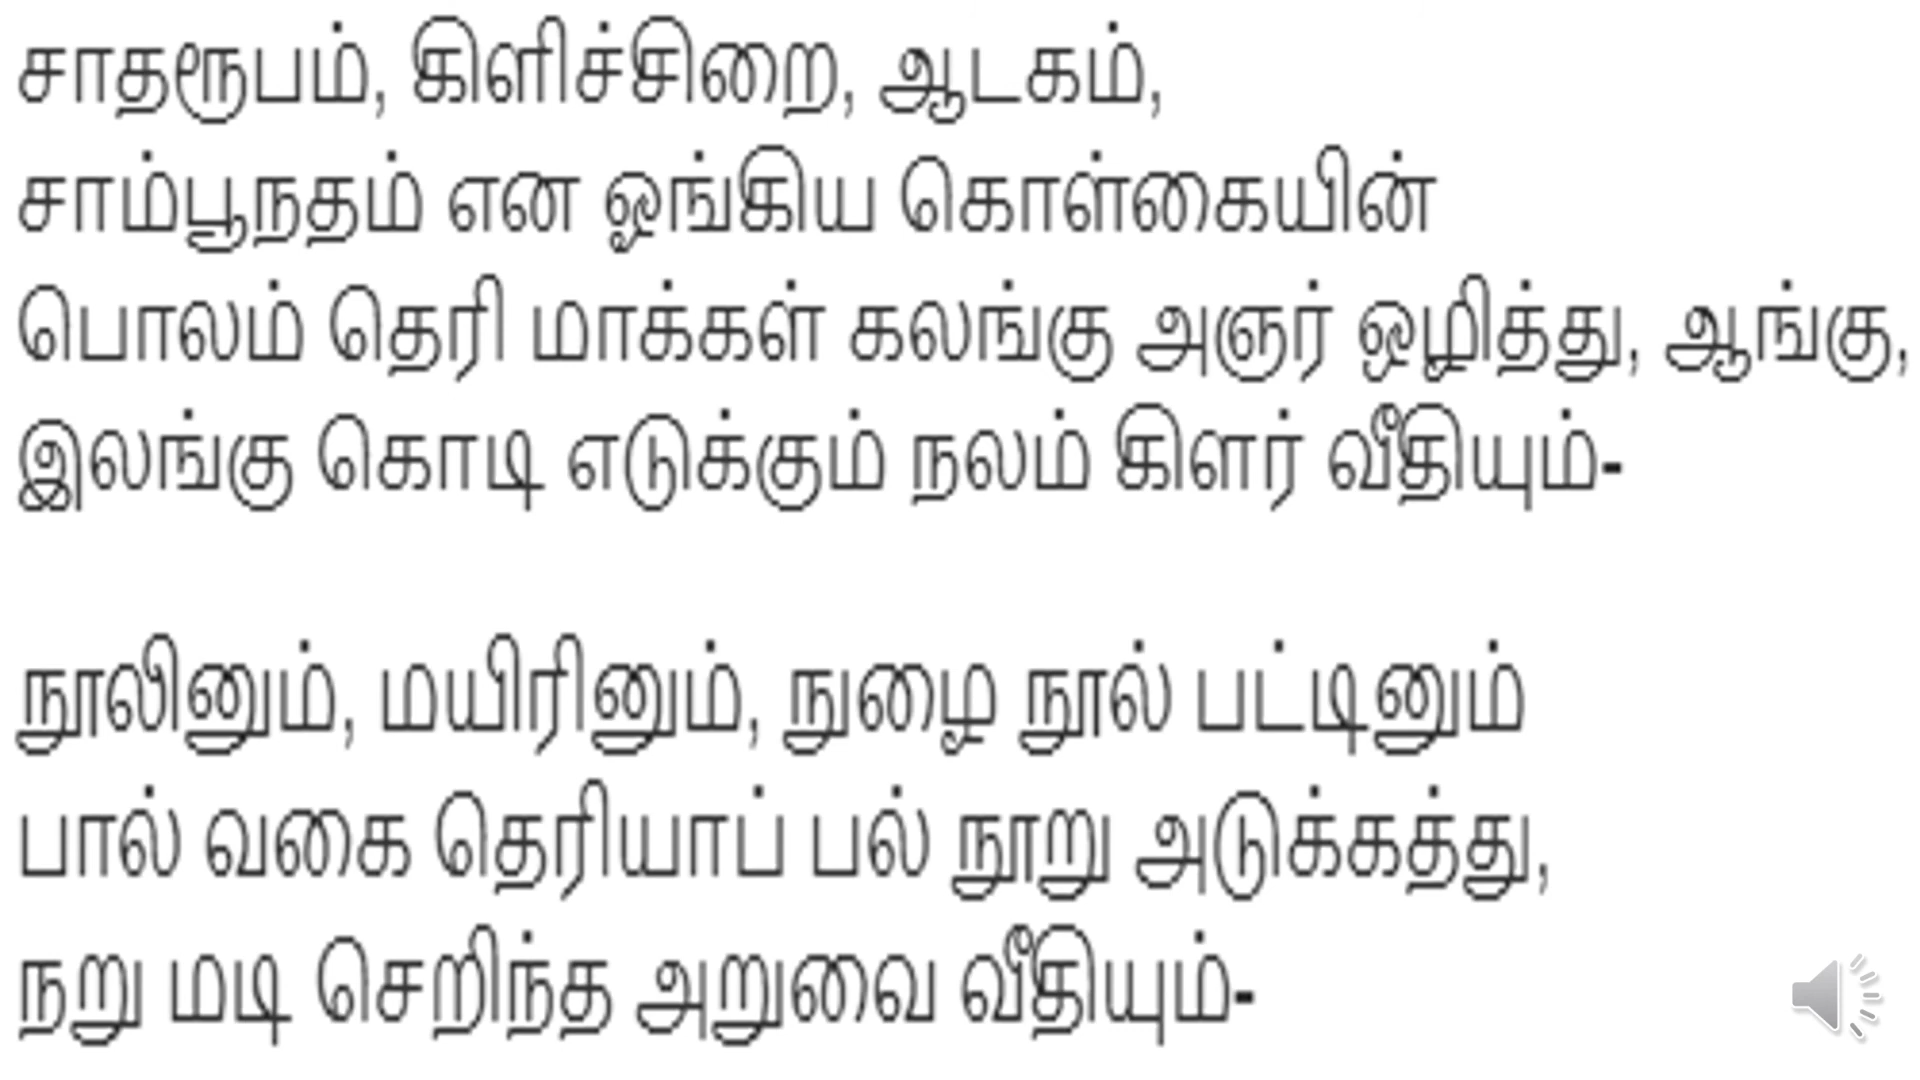 சாதரூபம், கிளிச்சிறை, ஆடகம்,
சாம்பூநதம் என ஓங்கிய கொள்கையின்
பொலம் தெரி மாக்கள் கலங்கு அஞர் ஒழித்து, ஆங்கு,
இலங்கு கொடி எடுக்கும் நலம் கிளர் வீதியும்-
நூலினும், மயிரினும், நுழை நூல் பட்டினும்
பால் வகை தெரியாப் பல் நூறு அடுக்கத்து,
நறு மடி செறிந்த அறுவை வீதியும்-